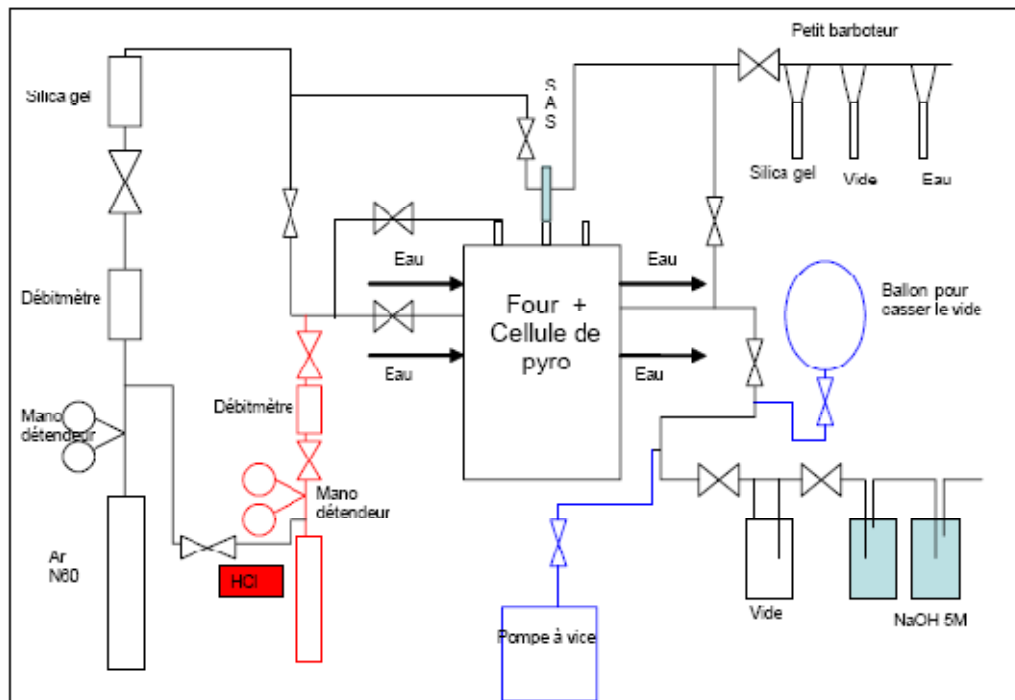 Petit barboteur
Silica gel
S
A
S
Silica gel
Vide
Eau
Eau
Eau
Débitmètre
Four +
Cellule de
pyro
Ballon pour
casser le vide
Eau
Eau
Débitmètre
Mano
détendeur
Mano
détendeur
Ar
N60
HCl
Vide
NaOH 5M
Pompe à vice